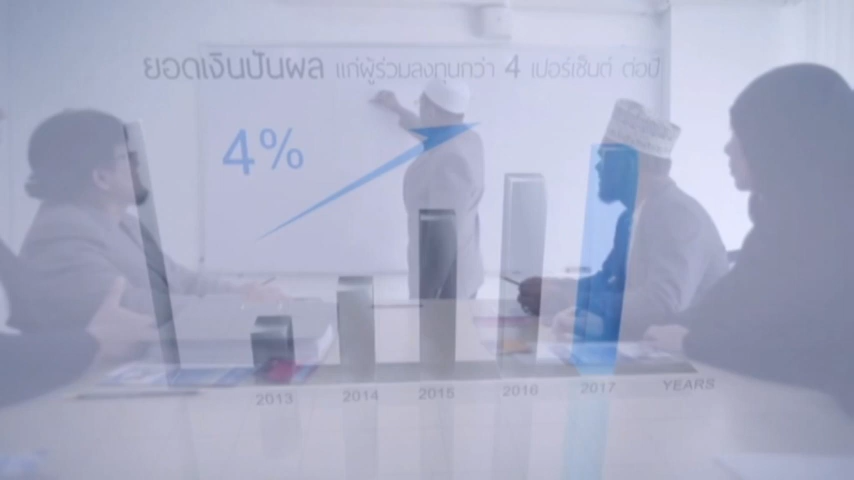 ยอดเงินปันผล แก่ผู้ร่วมลงทุนกว่า 4 เปอร์เซ็นต์ ต่อปี
4%
2013 2014 2015 2016 2017 YEARS